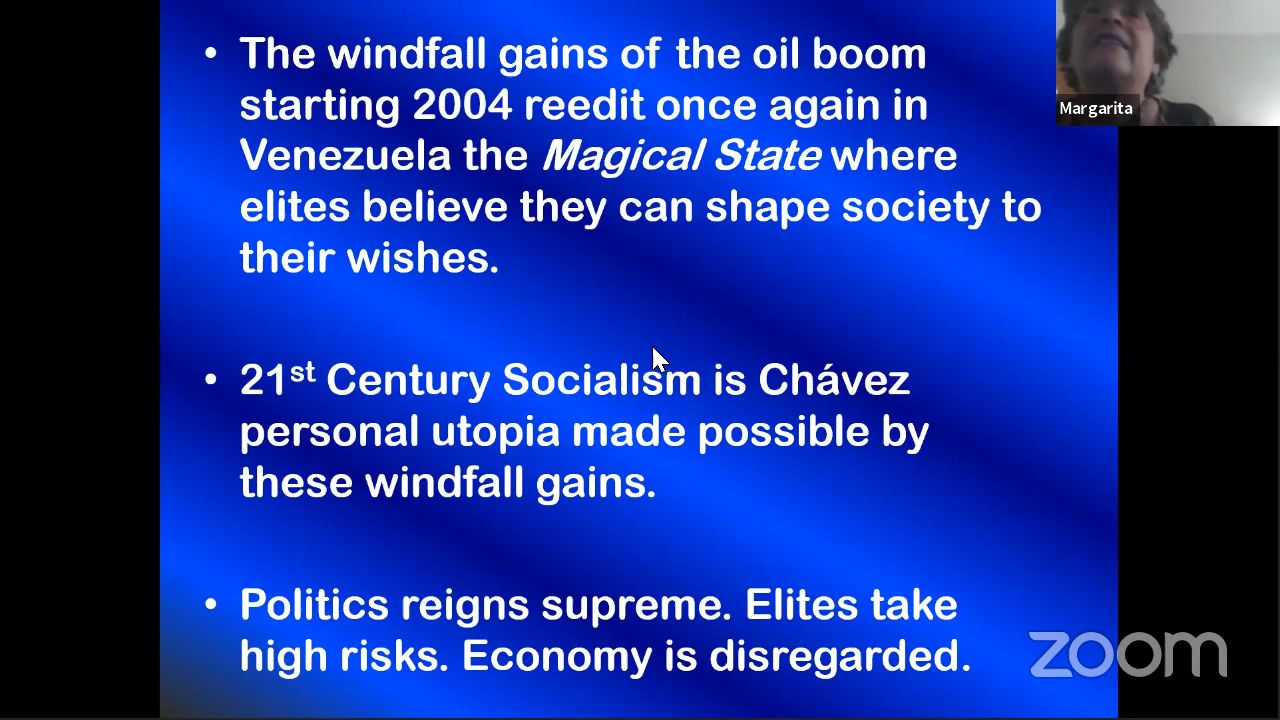 • The windfall gains of the oil boom
starting 2004 reedit once again in
Venezuela the Magical State where
elites believe they can shape society to
their wishes.
• 21st Century Socialism is Chávez
personal utopia made possible by
these windfall gains.
• Politics reigns supreme. Elites take
high risks. Economy is disregarded.
Margarita
zoom